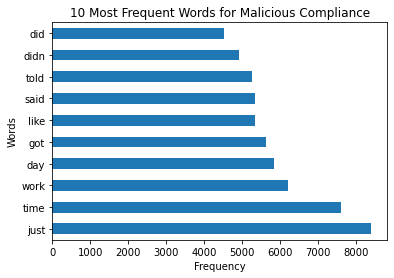 10 Most Frequent Words for Malicious Compliance
did
didn
told
said
like
got
day
work
time
just
Words
0 1000 2000 3000 4000 5000 6000 7000 8000
Frequency